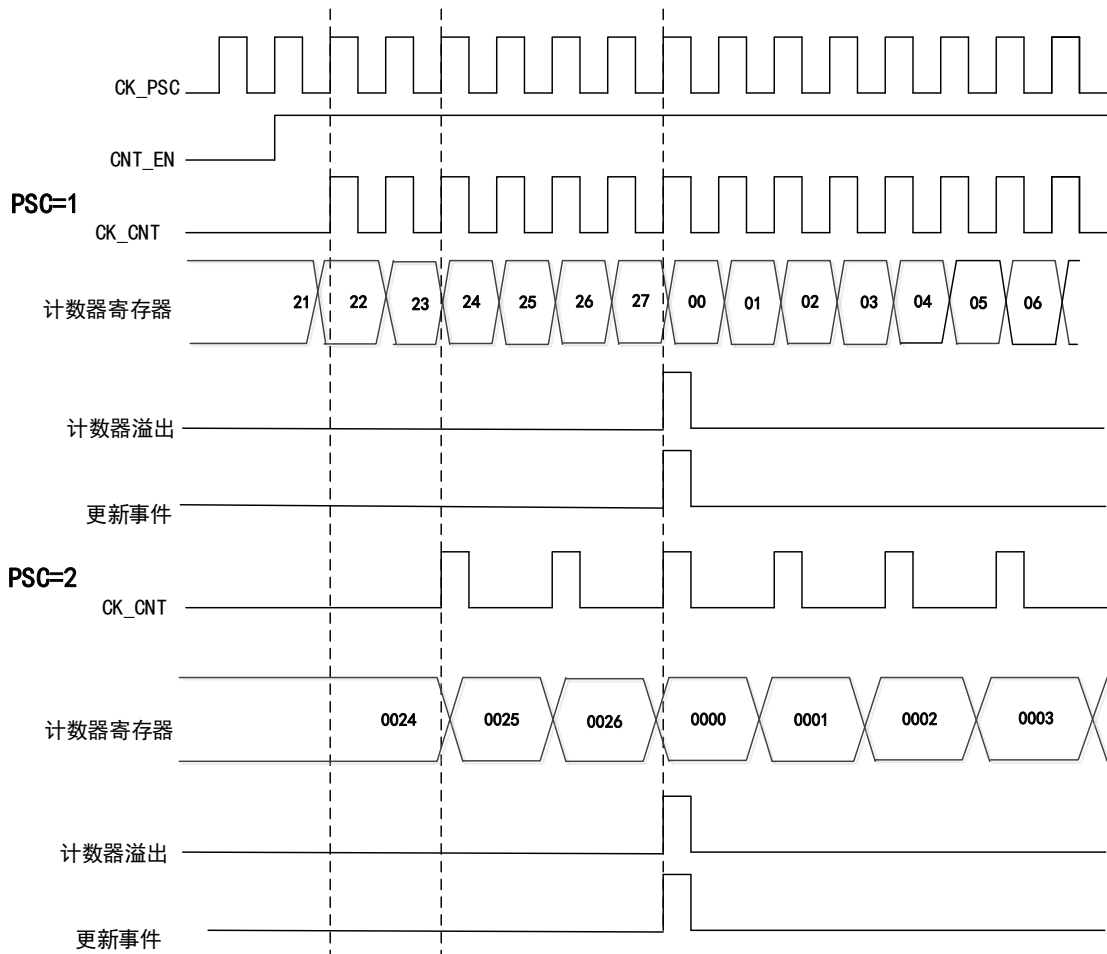 CK_PSC
CNT_EN
PSC=1
CK_CNT
计数器寄存器 21 22 23 24 25 26 27 00 01 02 03 04 05 06
计数器溢出
更新事件
PSC=2
CK_CNT
计数器寄存器 0024 0025 0026 0000 0001 0002 0003
计数器溢出
更新事件